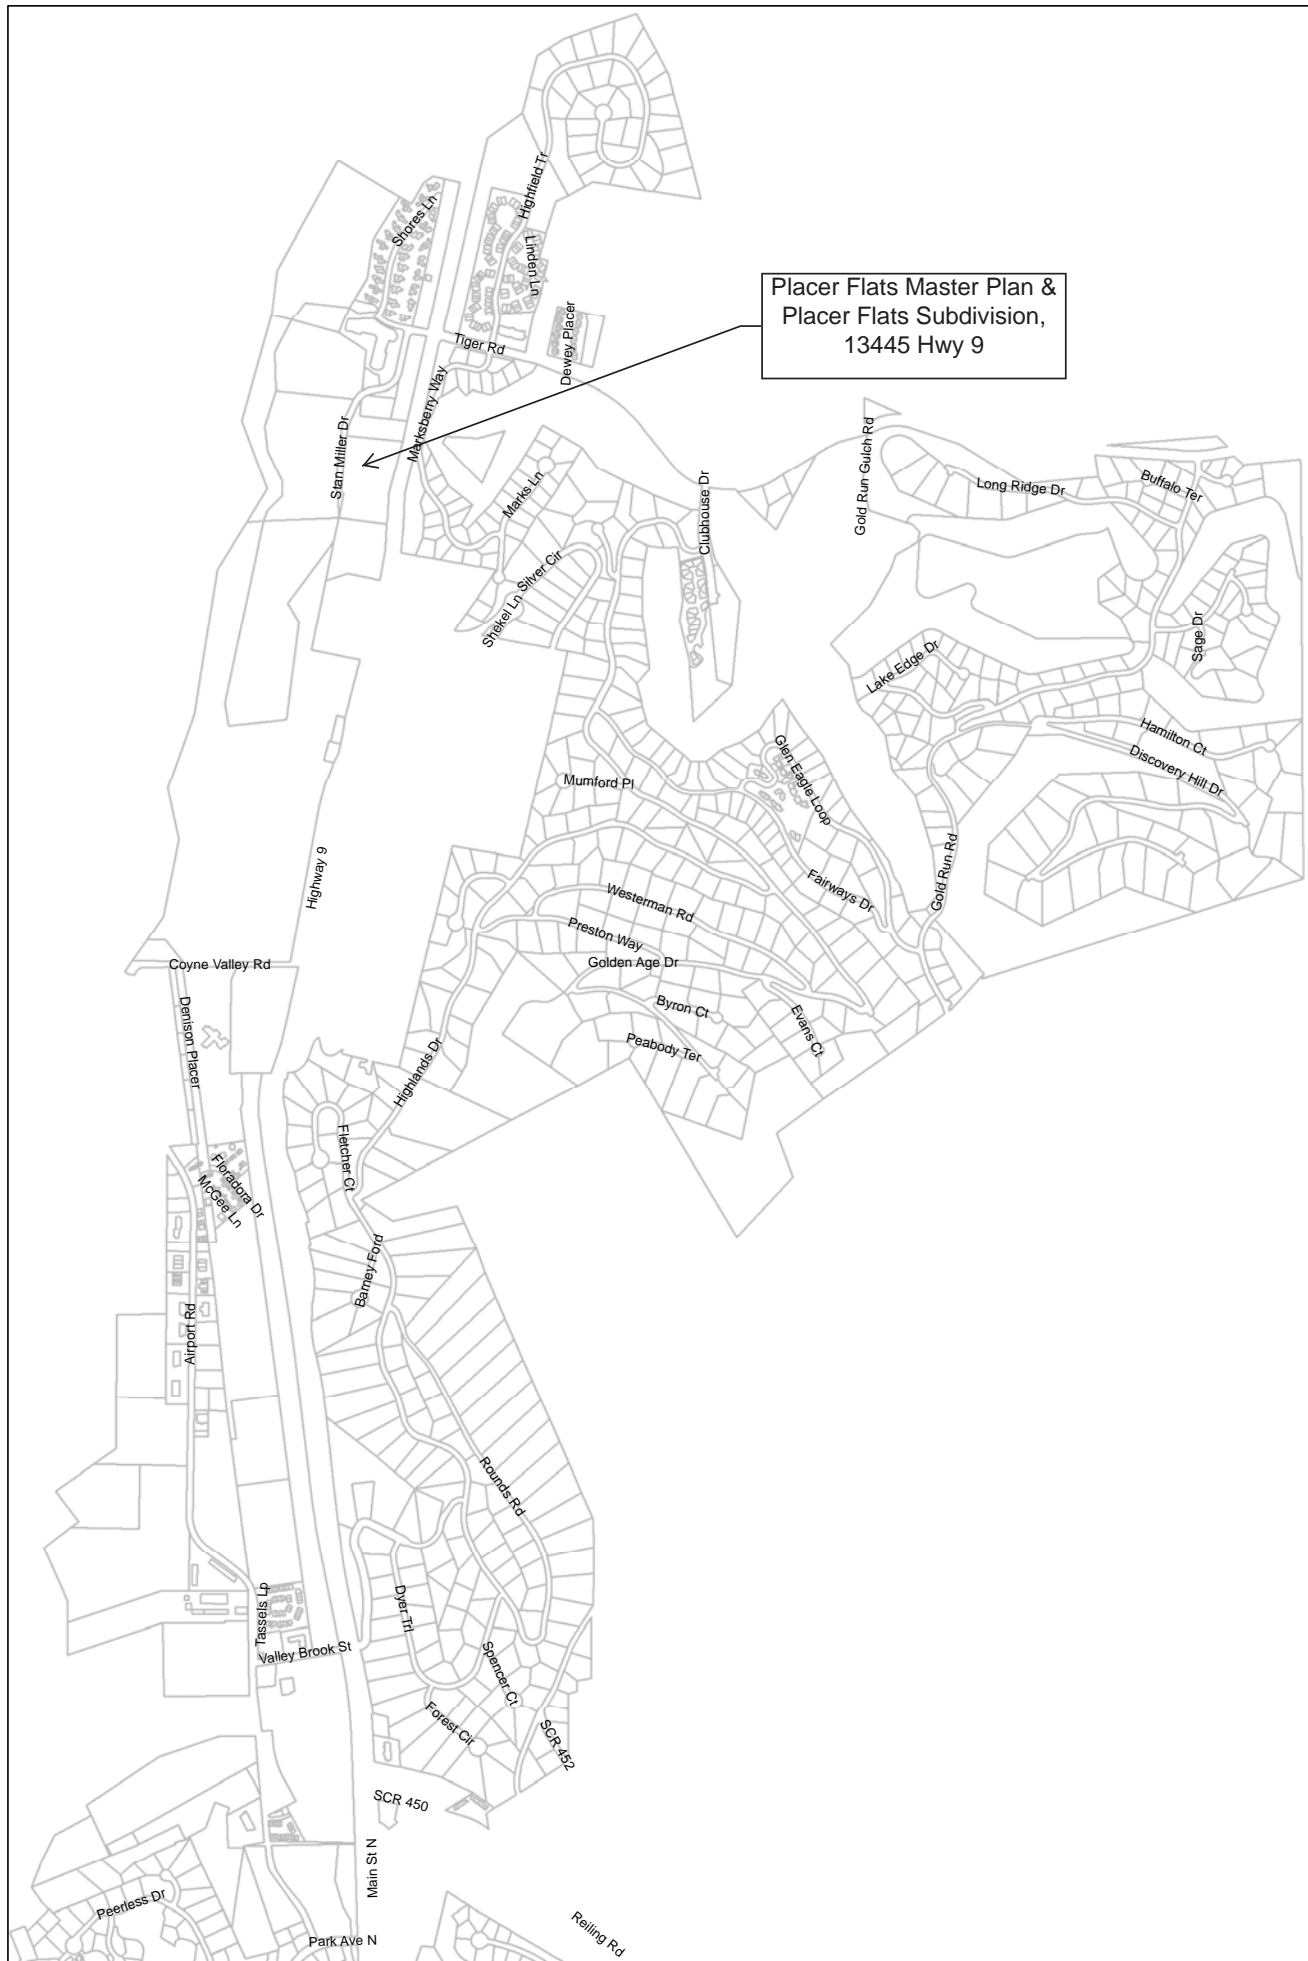 Highfield Tr
Shores Ln
Linden Ln
Placer Flats Master Plan &
Placer Flats Subdivision,
13445 Hwy 9
Tiger Rd
Dewey Placer
Marksberry Way
Stan Miller Dr
Gold Run Gulch Rd
Marks Ln
Clubhouse Dr
Long Ridge Dr
Buffalo Ter
Silver Cir
Shekel Ln
Sage Dr
Lake Edge Dr
Hamilton Ct
Discovery Hill Dr
Glen Eagle Loop
Mumford Pl
Highway 9
Fairways Dr
Gold Run Rd
Westerman Rd
Preston Way
Golden Age Dr
Coyne Valley Rd
Byron Ct
Evans Ct
Denison Placer
Peabody Ter
Highlands Dr
Fletcher Ct
Floradora Dr
McGee Ln
Barney Ford
Airport Rd
Rounds Rd
Dyer Trl
Tassels Lp
Valley Brook St
Spencer Ct
Forest Cir
SCR 452
SCR 450
Main St N
Peerless Dr
Park Ave N
Reiling Rd